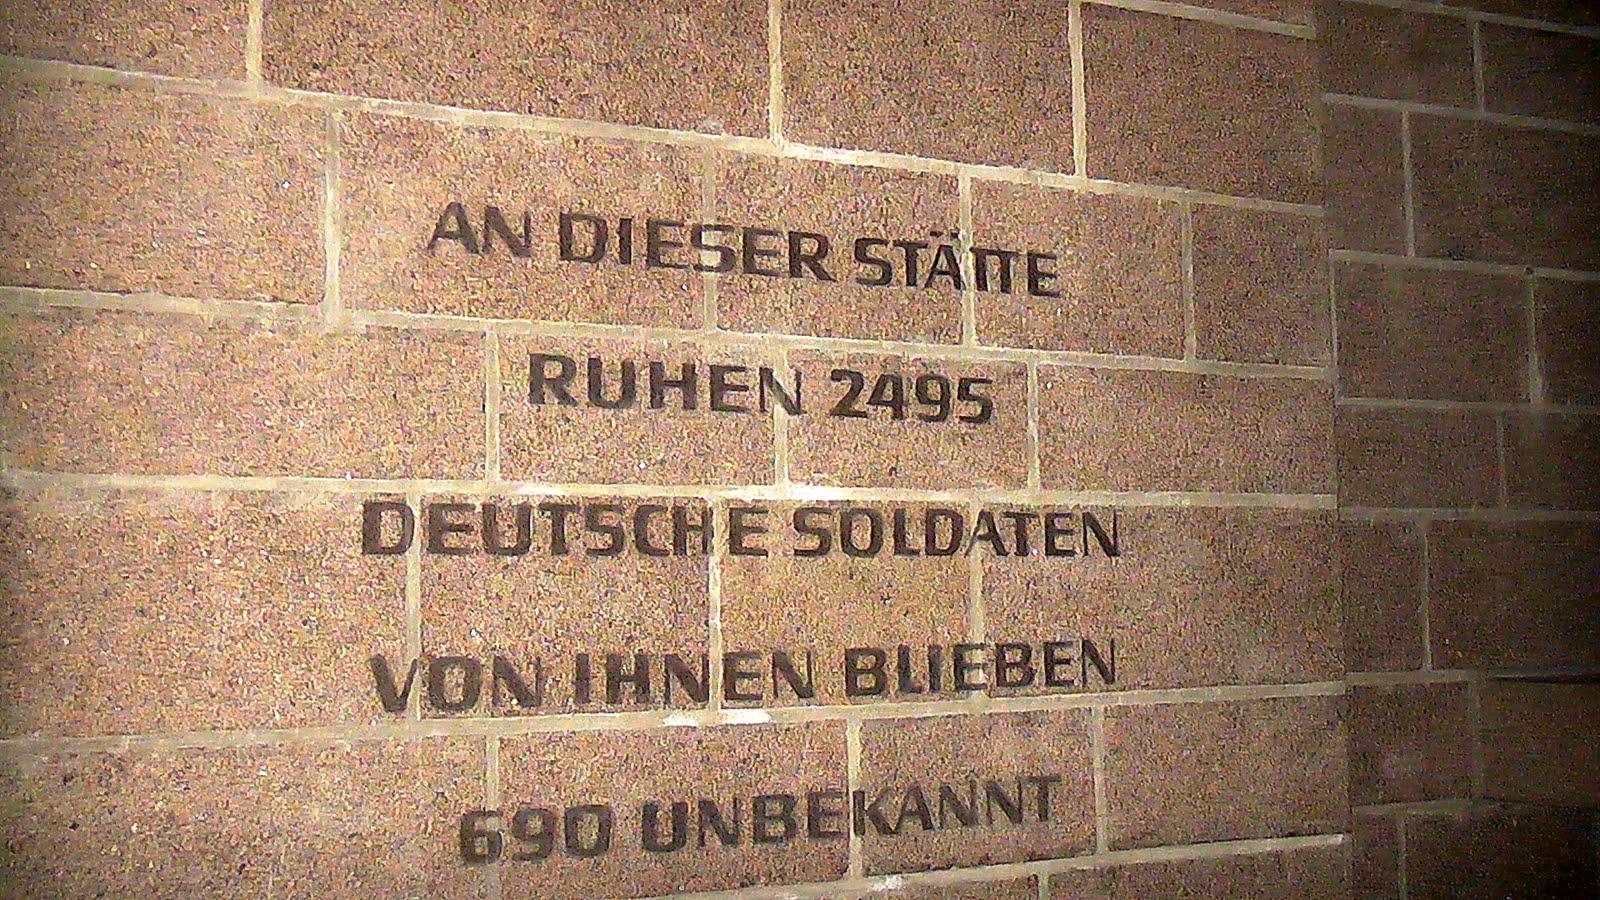 AN DIESER STÄTTE
RUHEN 2495
DEUTSCHE SOLDATEN
VON IHNEN BLIEBEN
690 UNBEKANNT